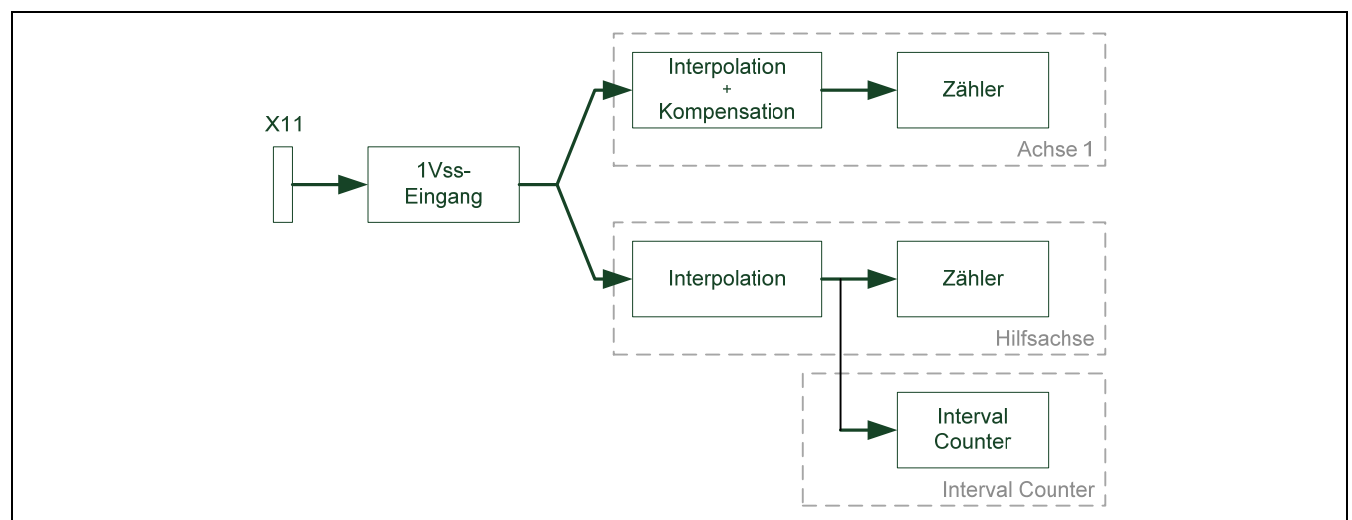 X11
1Vss-
Eingang
Interpolation
+
Kompensation
Zähler
Achse 1
Interpolation
Zähler
Hilfsachse
Interval
Counter
Interval Counter